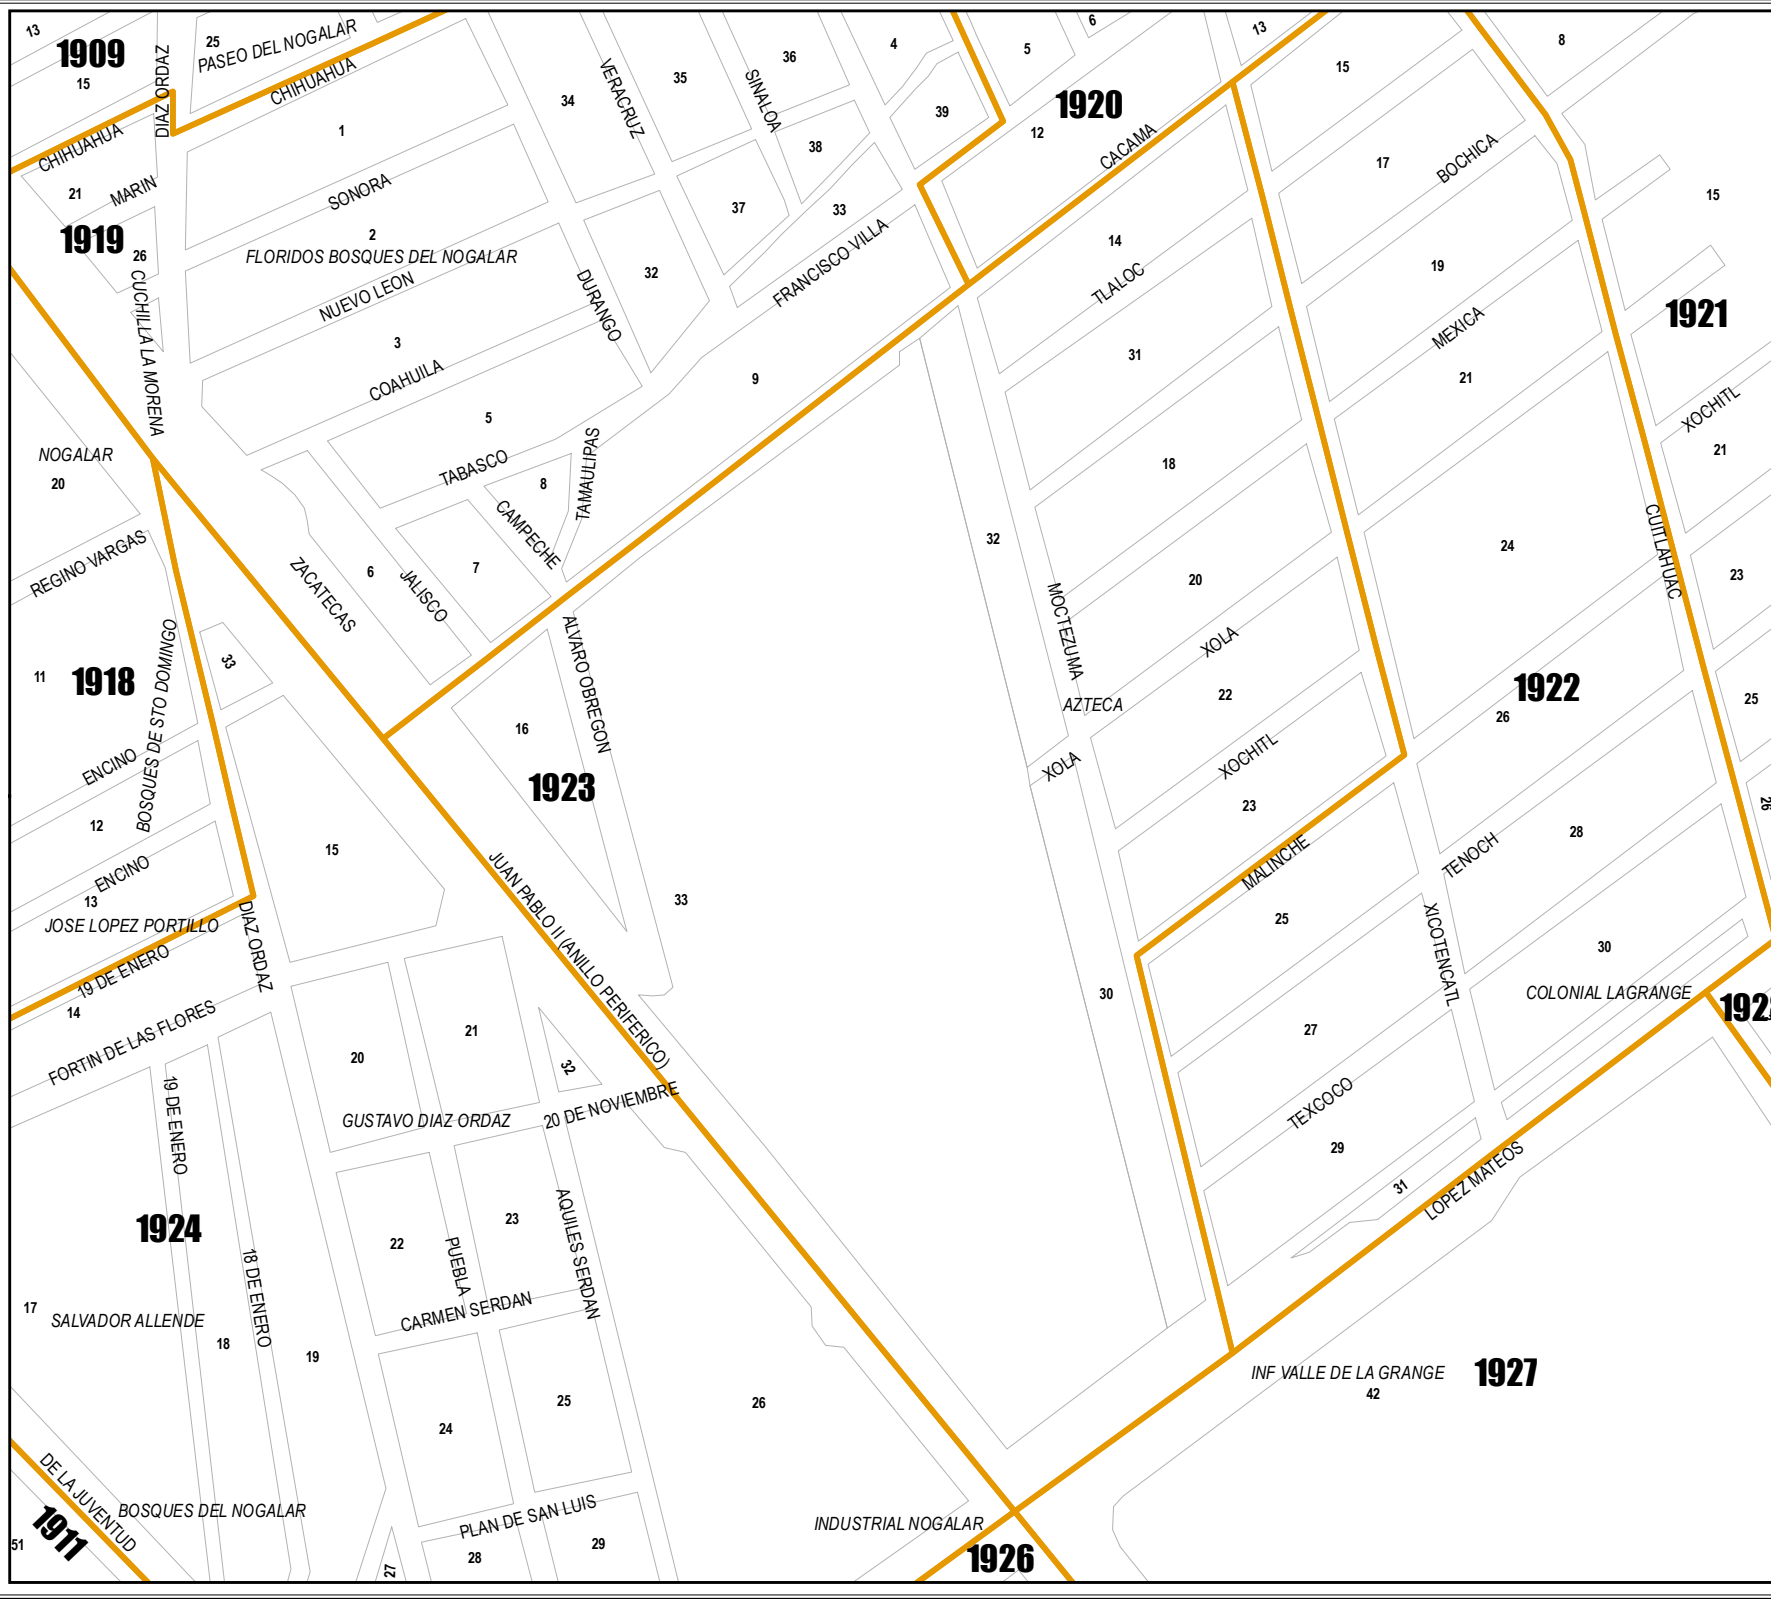 13
1909
DIAZ ORDAZ
25
PASEO DEL NOGALAR
15
CHIHUAHUA
CHIHUAHUA
1
34
VERACRUZ
35
SINALOA
36
4
5
6
13
15
8
39
1920
12
CACAMA
38
37
33
17
BOCHICA
15
21
MARIN
SONORA
1919
26
2
FLORIDOS BOSQUES DEL NOGALAR
32
FRANCISCO VILLA
14
TLALOC
19
1921
CUCHILLA LA MORENA
NUEVO LEON
DURANGO
3
COAHUILA
9
31
MEXICA
21
XOCHITL
21
5
NOGALAR
20
TABASCO
8
TAMAULIPAS
CAMPECHE
18
32
24
CUITLAHUAC
23
REGINO VARGAS
ZACATECAS
6
JALISCO
7
20
MOCTEZUMA
XOLA
ALVARO OBREGON
BOSQUES DE STO DOMINGO
33
11
1918
1922
26
22
AZTECA
25
16
1923
XOLA
XOCHITL
23
26
ENCINO
12
15
28
TENOCH
MALINCHE
ENCINO
13
JOSE LOPEZ PORTILLO
DIAZ ORDAZ
JUAN PABLO II (ANILLO PERIFERICO)
33
25
XICOTENCATL
30
19 DE ENERO
14
30
COLONIAL LAGRANGE
FORTIN DE LAS FLORES
20
21
32
27
GUSTAVO DIAZ ORDAZ
20 DE NOVIEMBRE
TEXCOCO
29
19 DE ENERO
31
LOPEZ MATEOS
1924
22
23
PUEBLA
AQUILES SERDAN
18 DE ENERO
17
SALVADOR ALLENDE
18
19
CARMEN SERDAN
INF VALLE DE LA GRANGE
1927
42
24
25
26
DE LA JUVENTUD
1911
51
BOSQUES DEL NOGALAR
PLAN DE SAN LUIS
INDUSTRIAL NOGALAR
27
28
29
1926